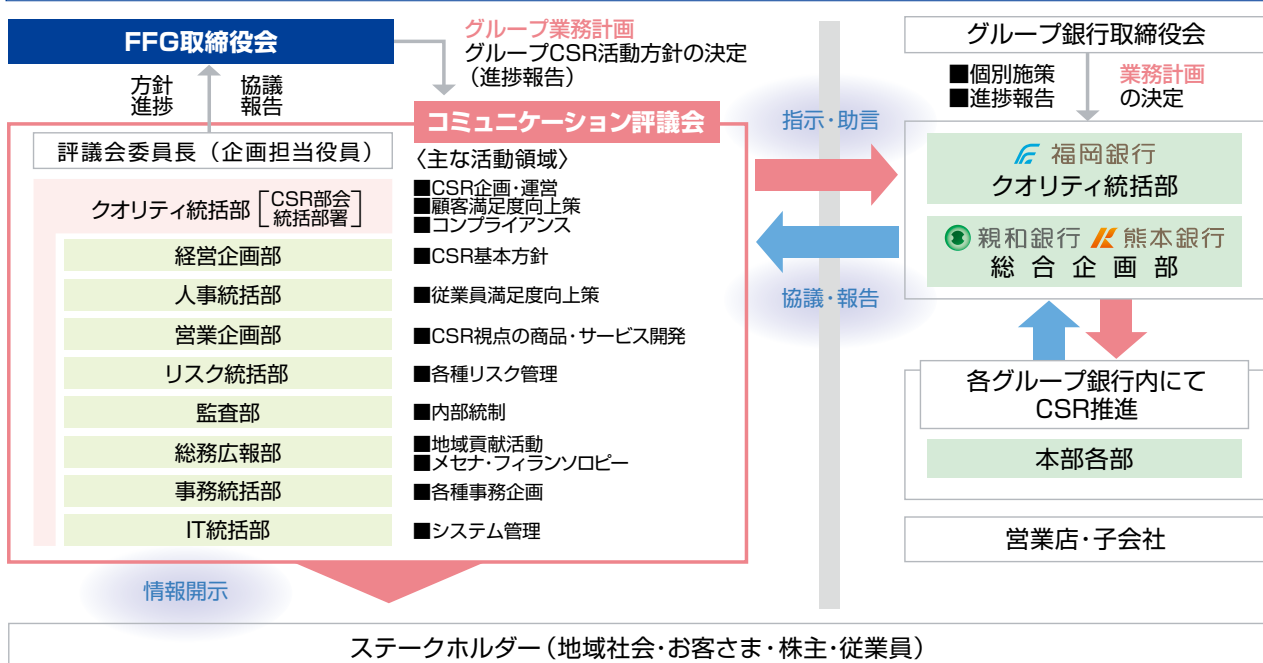 FFG取締役会
グループ業務計画
グループCSR活動方針の決定
（進捗報告）
方針
進捗
協議
報告
コミュニケーション評議会
評議会委員長（企画担当役員）
〈主な活動領域〉
クオリティ統括部［CSR部会
統括部署］
■CSR企画・運営
■顧客満足度向上策
■コンプライアンス
経営企画部
■CSR基本方針
人事統括部
■従業員満足度向上策
営業企画部
■CSR視点の商品・サービス開発
リスク統括部
■各種リスク管理
監査部
■内部統制
総務広報部
■地域貢献活動
■メセナ・フィランソロピー
事務統括部
■各種事務企画
IT統括部
■システム管理
情報開示
指示・助言
協議・報告
グループ銀行取締役会
■個別施策
■進捗報告
業務計画
の決定
福岡銀行
クオリティ統括部
親和銀行 熊本銀行
総合企画部
各グループ銀行内にて
CSR推進
本部各部
営業店・子会社
ステークホルダー（地域社会・お客さま・株主・従業員）